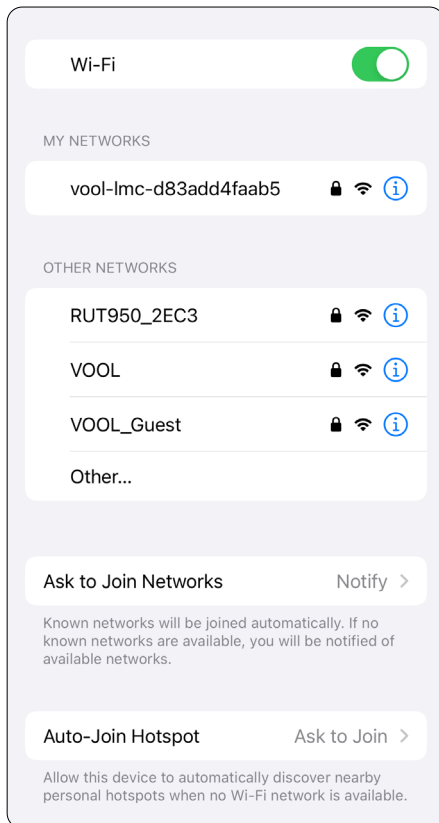 Wi-Fi
MY NETWORKS
vool-lmc-d83add4faab5
OTHER NETWORKS
RUT950_2EC3
VOOL
VOOL_Guest
Other...
Ask to Join Networks Notify
Known networks will be joined automatically. If no
known networks are available, you will be notified of
available networks.
Auto-Join Hotspot Ask to Join
Allow this device to automatically discover nearby
personal hotspots when no Wi-Fi network is available.